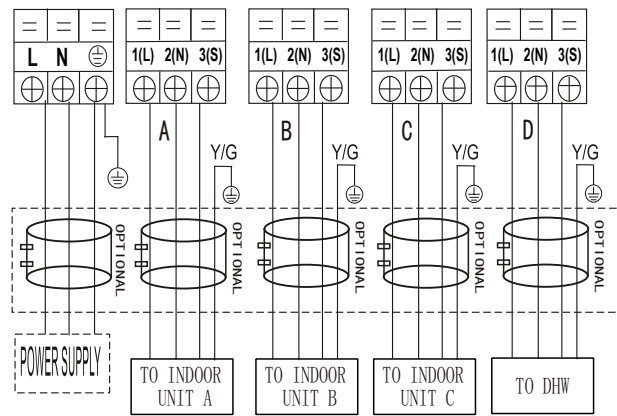 L N
1(L) 2(N) 3(S)
1(L) 2(N) 3(S)
1(L) 2(N) 3(S)
1(L) 2(N) 3(S)
A
B
C
D
Y/G
Y/G
Y/G
Y/G
OPTIONAL
OPTIONAL
OPTIONAL
OPTIONAL
OPTIONAL
POWER SUPPLY
TO INDOOR
UNIT A
TO INDOOR
UNIT B
TO INDOOR
UNIT C
TO DHW